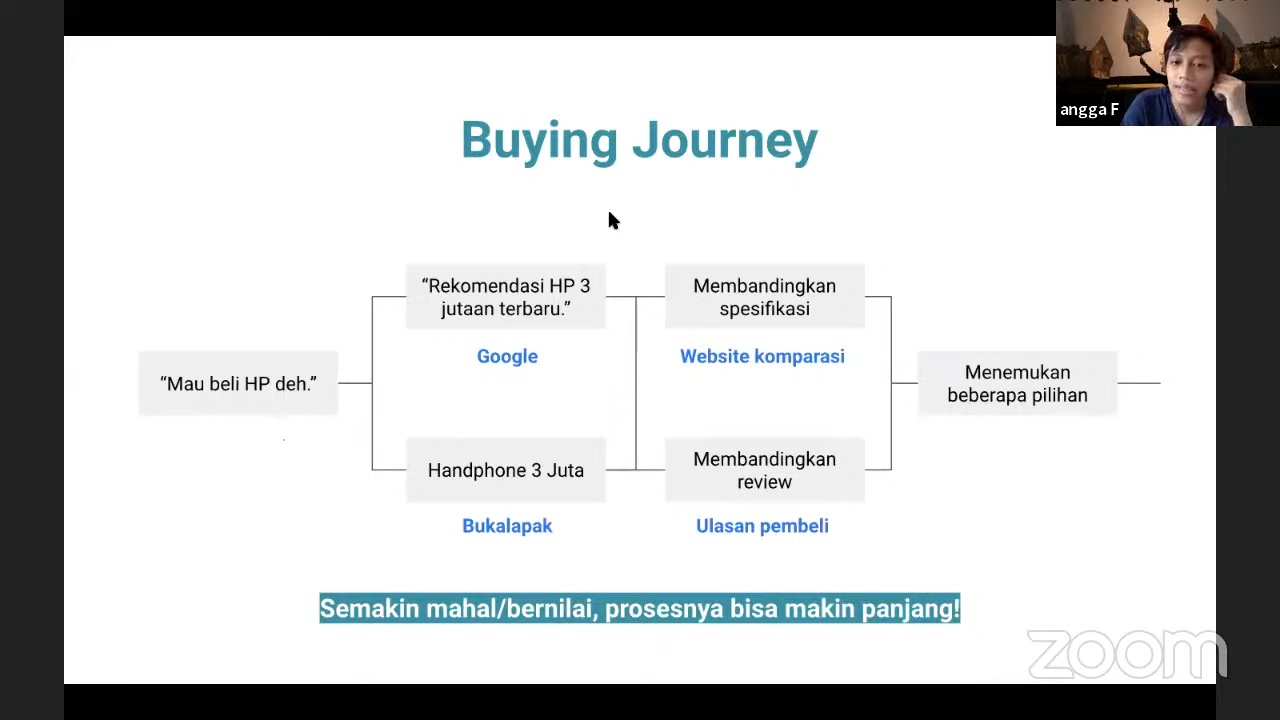 angga F
Buying Journey
“Mau beli HP deh.”
“Rekomendasi HP 3
jutaan terbaru.”
Google
Handphone 3 Juta
Bukalapak
Membandingkan
spesifikasi
Website komparasi
Membandingkan
review
Ulasan pembeli
Menemukan
beberapa pilihan
Semakin mahal/bernilai, prosesnya bisa makin panjang!
zoom